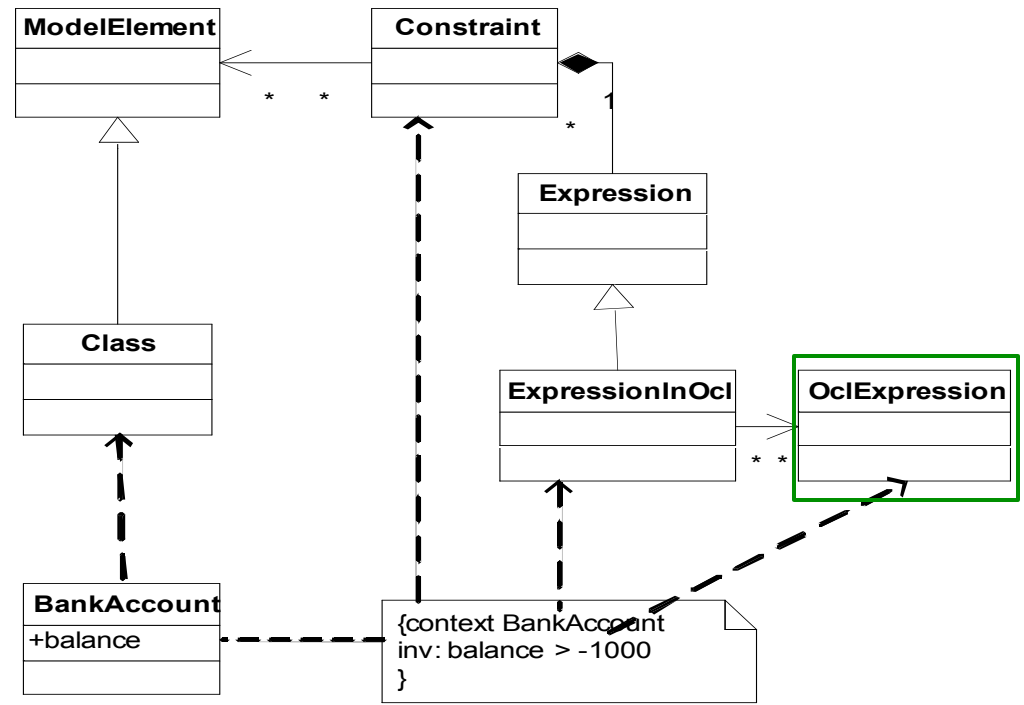 ModelElement
Constraint
* *
1
*
Expression
Class
ExpressionInOcl
OclExpression
* *
BankAccount
+balance
{context BankAccount
inv: balance > -1000
}